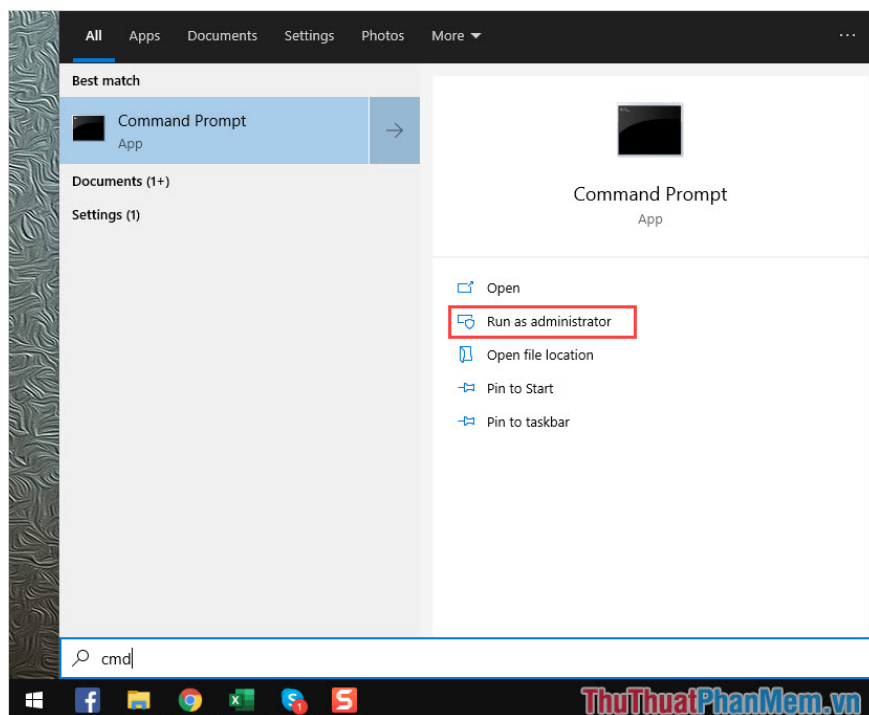 All Apps Documents Settings Photos More
Best match
Command Prompt
App
Documents (1+)
Settings (1)
Command Prompt
App
Open
Run as administrator
Open file location
Pin to Start
Pin to taskbar
cmd
1
ThuThuatPhanMem.vn